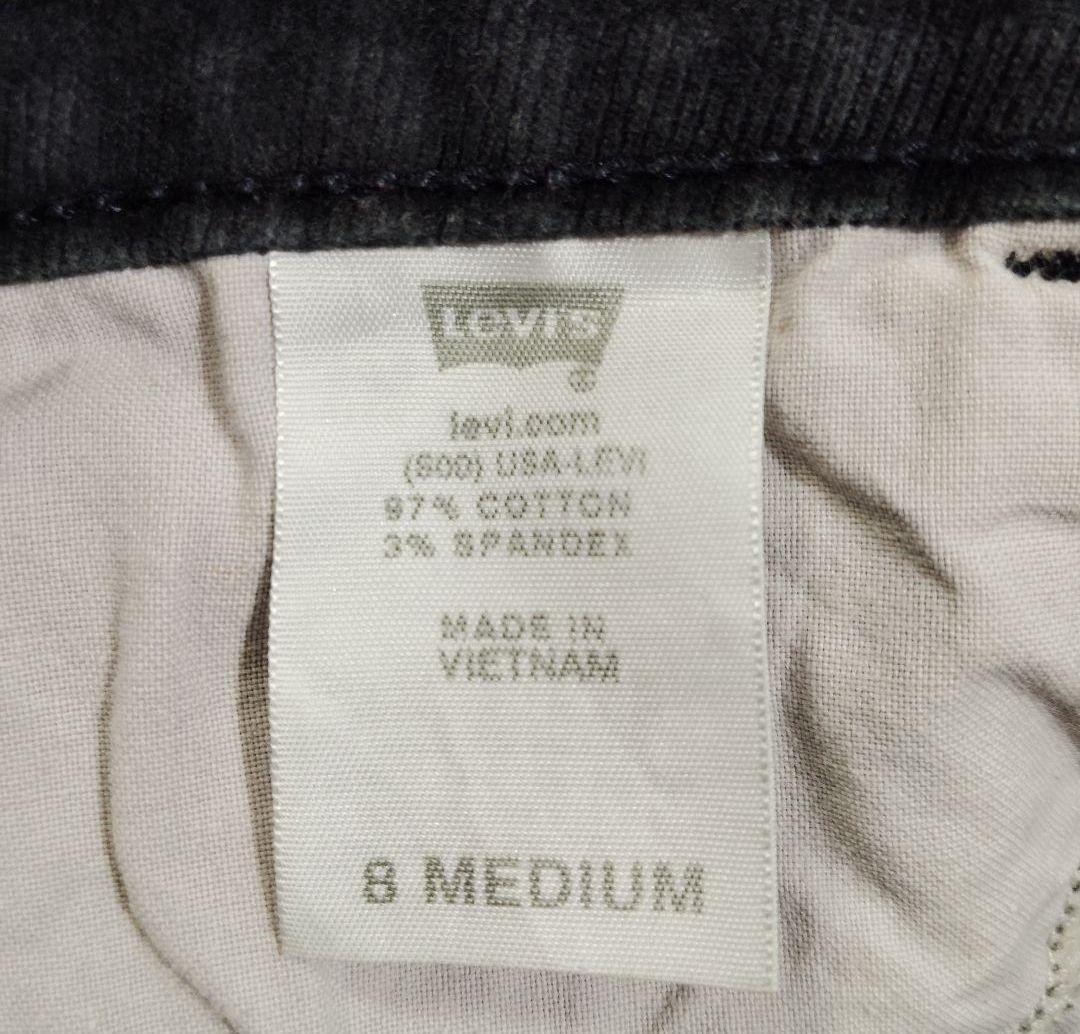 Levi's
®
levi.com
(800) USA-LEVI
97% COTTON
3% SPANDEX
MADE IN
VIETNAM
8 MEDIUM